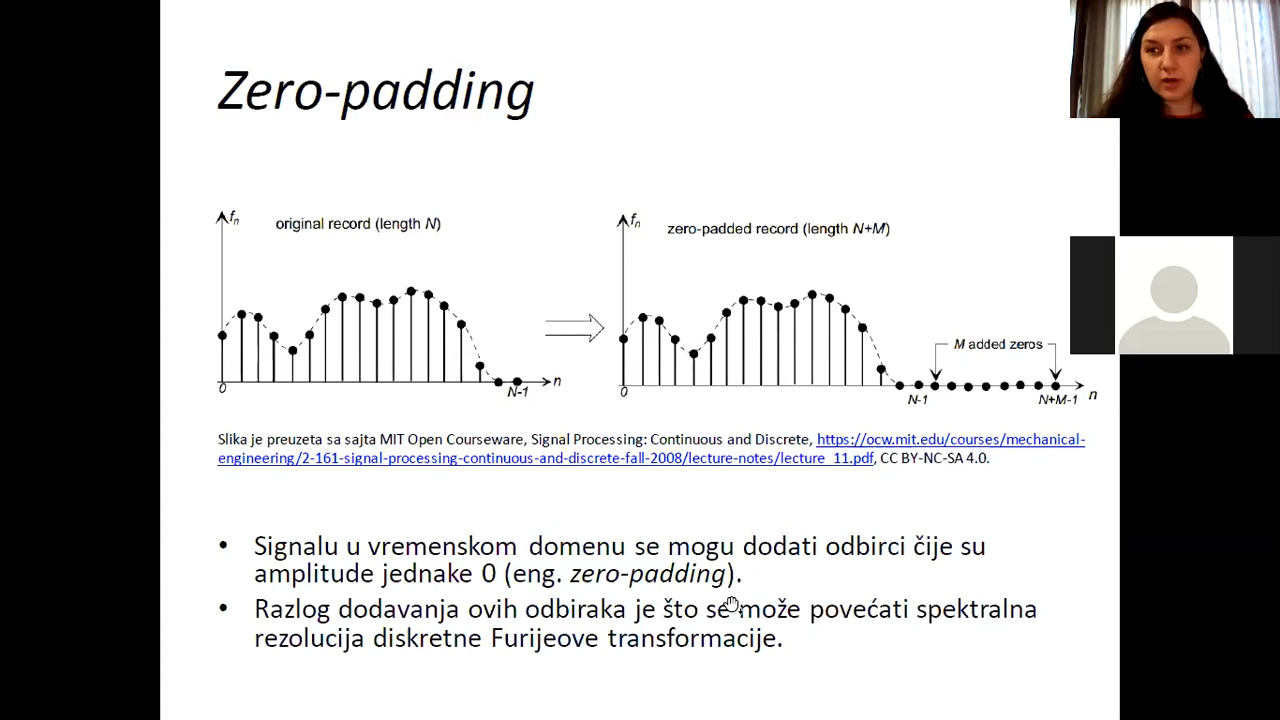 Zero-padding
fn
original record (length N)
0
N-1
n
fn
zero-padded record (length N+M)
M added zeros
0
N-1
N+M-1
n
Slika je preuzeta sa sajta MIT Open Courseware, Signal Processing: Continuous and Discrete, https://ocw.mit.edu/courses/mechanical-
engineering/2-161-signal-processing-continuous-and-discrete-fall-2008/lecture-notes/lecture_11.pdf, CC BY-NC-SA 4.0.
• Signalu u vremenskom domenu se mogu dodati odbirci čije su
amplitude jednake 0 (eng. zero-padding).
• Razlog dodavanja ovih odbiraka je što se može povećati spektralna
rezolucija diskretne Furijeove transformacije.